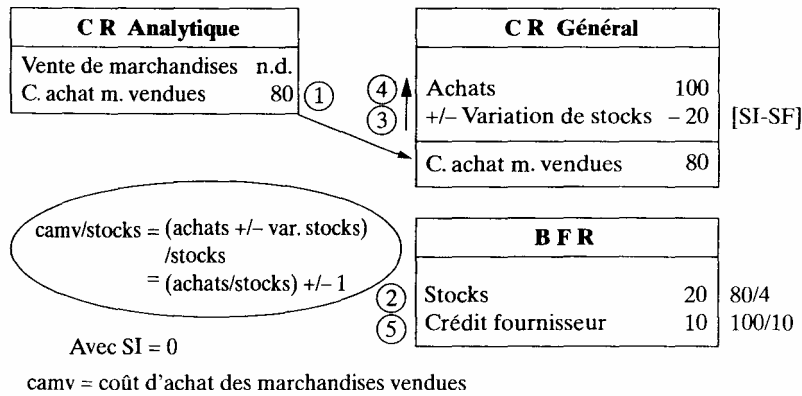 C R Analytique
Vente de marchandises n.d.
C. achat m. vendues 80 ①
C R Général
④ Achats 100
③ +/– Variation de stocks – 20 [SI-SF]
C. achat m. vendues 80
camv/stocks = (achats +/– var. stocks)
/stocks
= (achats/stocks) +/– 1
B F R
② Stocks 20 80/4
⑤ Crédit fournisseur 10 100/10
Avec SI = 0
camv = coût d'achat des marchandises vendues